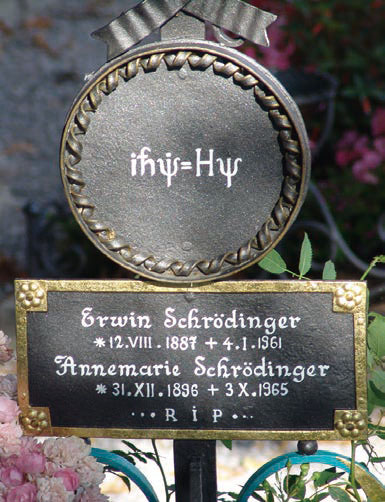 iħψ̇=Hψ
Erwin Schrödinger
*12.VIII. 1887 + 4.1.1961
Annemarie Schrödinger
*31.XII. 1896 + 3 X.1965
...R I P...